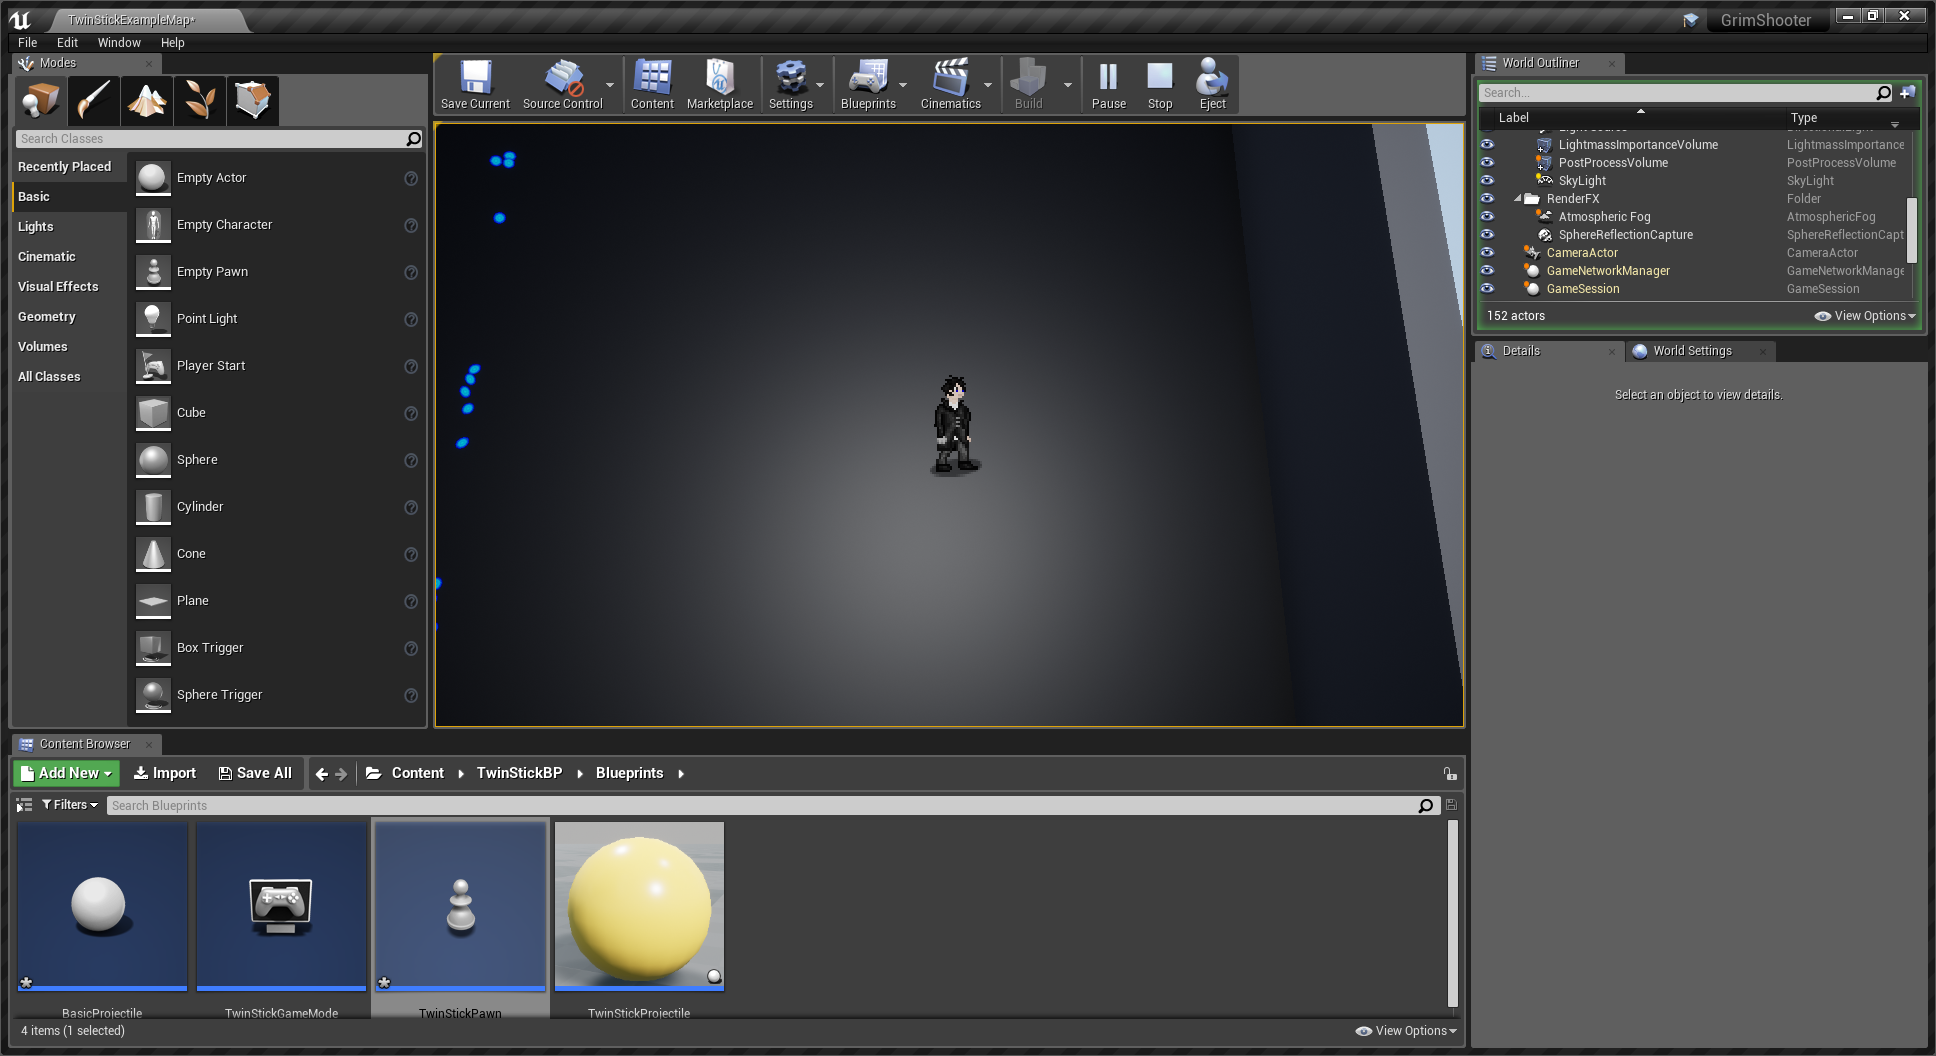 TwinStickExampleMap*
GrimShooter
File Edit Window Help
Modes
Search Classes
Recently Placed
Basic
Lights
Cinematic
Visual Effects
Geometry
Volumes
All Classes
Empty Actor
Empty Character
Empty Pawn
Point Light
Player Start
Cube
Sphere
Cylinder
Cone
Plane
Box Trigger
Sphere Trigger
Save Current
Source Control
Content
Marketplace
Settings
Blueprints
Cinematics
Build
Pause
Stop
Eject
World Outliner
Search...
Label Type
LightmassImportanceVolume LightmassImportance
PostProcessVolume PostProcessVolume
SkyLight SkyLight
RenderFX Folder
Atmospheric Fog AtmosphericFog
SphereReflectionCapture SphereReflectionCapt
CameraActor CameraActor
GameNetworkManager GameNetworkManage
GameSession GameSession
152 actors View Options
Details
World Settings
Select an object to view details.
Content Browser
Add New Import Save All Content TwinStickBP Blueprints
Filters Search Blueprints
BasicProjectile
TwinStickGameMode
TwinStickPawn
TwinStickProjectile
4 items (1 selected) View Options